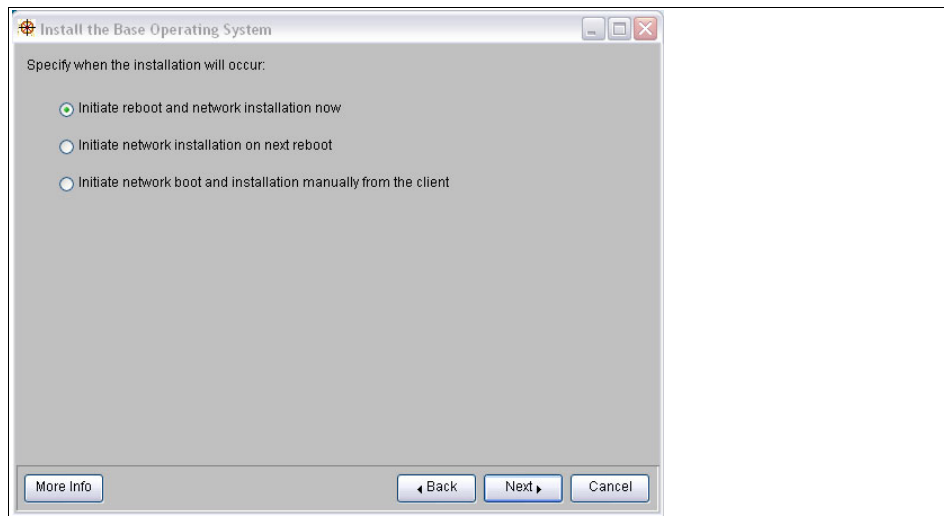 Install the Base Operating System
Specify when the installation will occur:
Initiate reboot and network installation now
Initiate network installation on next reboot
Initiate network boot and installation manually from the client
More Info
Back
Next
Cancel